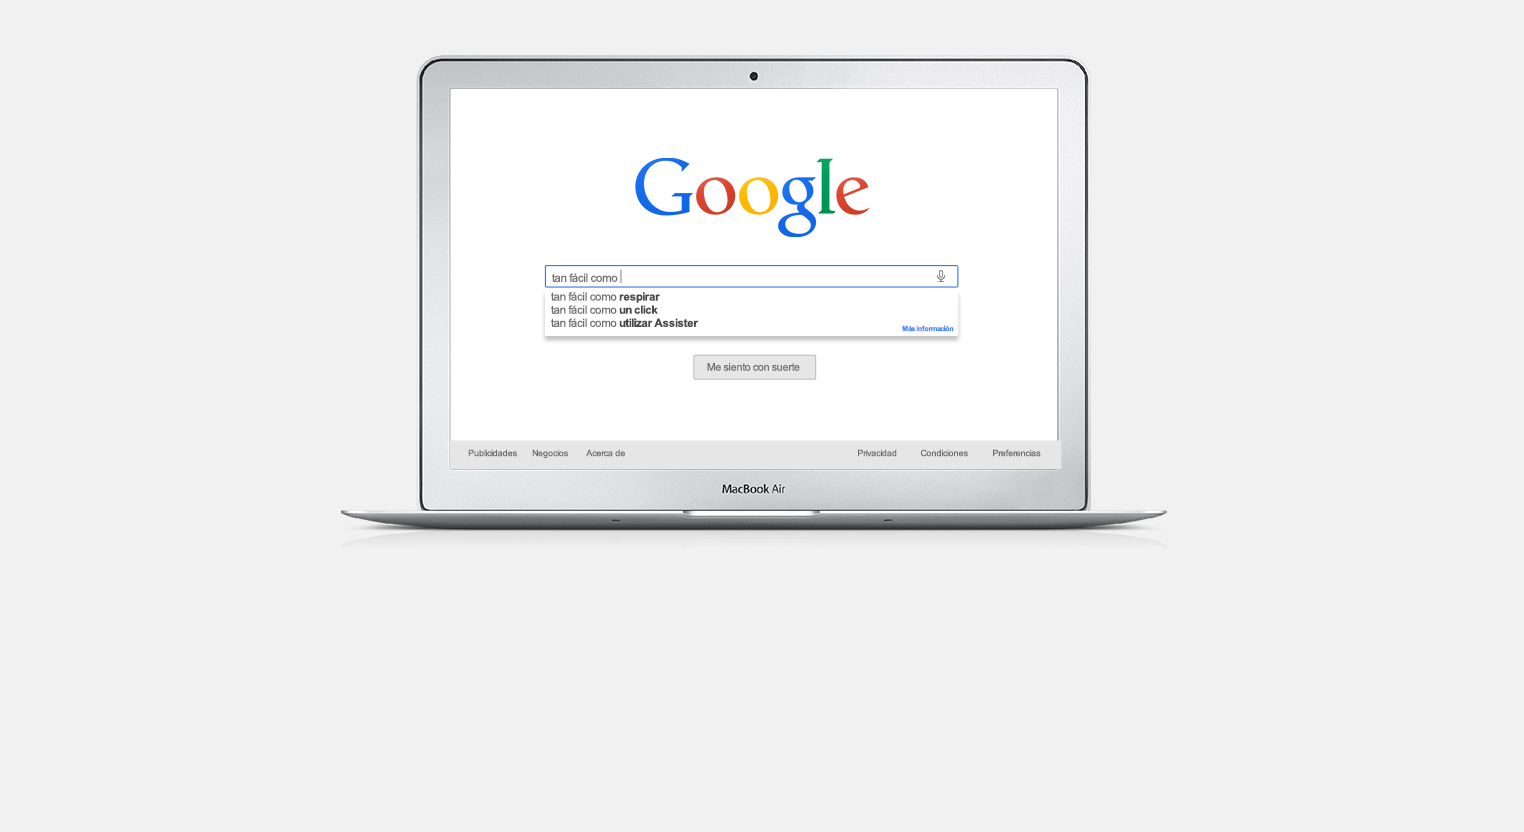 Google
tan fácil como
tan fácil como respirar
tan fácil como un click
tan fácil como utilizar Assister
Más información
Me siento con suerte
Publicidades Negocios Acerca de Privacidad Condiciones Preferencias
MacBook Air